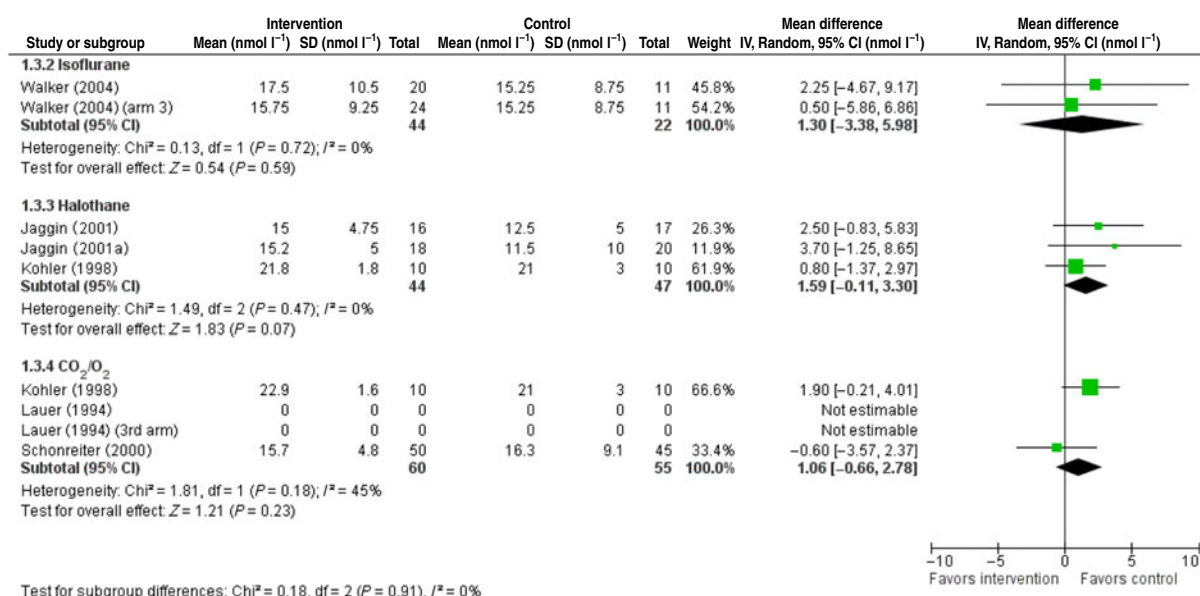 Intervention Control Mean difference Mean difference
Study or subgroup Mean (nmol l⁻¹) SD (nmol l⁻¹) Total Mean (nmol l⁻¹) SD (nmol l⁻¹) Total Weight IV, Random, 95% CI (nmol l⁻¹) IV, Random, 95% CI (nmol l⁻¹)
1.3.2 Isoflurane
Walker (2004) 17.5 10.5 20 15.25 8.75 11 45.8% 2.25 [−4.67, 9.17]
Walker (2004) (arm 3) 15.75 9.25 24 15.25 8.75 11 54.2% 0.50 [−5.86, 6.86]
Subtotal (95% CI) 44 22 100.0% 1.30 [−3.38, 5.98]
Heterogeneity: Chi² = 0.13, df = 1 (P = 0.72); I² = 0%
Test for overall effect: Z = 0.54 (P = 0.59)
1.3.3 Halothane
Jaggin (2001) 15 4.75 16 12.5 5 17 26.3% 2.50 [−0.83, 5.83]
Jaggin (2001a) 15.2 5 18 11.5 10 20 11.9% 3.70 [−1.25, 8.65]
Kohler (1998) 21.8 1.8 10 21 3 10 61.9% 0.80 [−1.37, 2.97]
Subtotal (95% CI) 44 47 100.0% 1.59 [−0.11, 3.30]
Heterogeneity: Chi² = 1.49, df = 2 (P = 0.47); I² = 0%
Test for overall effect: Z = 1.83 (P = 0.07)
1.3.4 CO₂/O₂
Kohler (1998) 22.9 1.6 10 21 3 10 66.6% 1.90 [−0.21, 4.01]
Lauer (1994) 0 0 0 0 0 0 Not estimable
Lauer (1994) (3rd arm) 0 0 0 0 0 0 Not estimable
Schonreiter (2000) 15.7 4.8 50 16.3 9.1 45 33.4% −0.60 [−3.57, 2.37]
Subtotal (95% CI) 60 55 100.0% 1.06 [−0.66, 2.78]
Heterogeneity: Chi² = 1.81, df = 1 (P = 0.18); I² = 45%
Test for overall effect: Z = 1.21 (P = 0.23)
−10 −5 0 5 10
Favors intervention Favors control
Test for subgroup differences: Chi² = 0.18, df = 2 (P = 0.91), I² = 0%